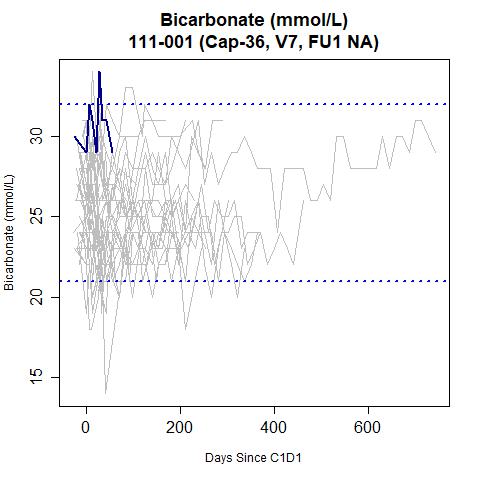 Bicarbonate (mmol/L)
111-001 (Cap-36, V7, FU1 NA)
Bicarbonate (mmol/L)
30
25
20
15
0
200
400
600
Days Since C1D1